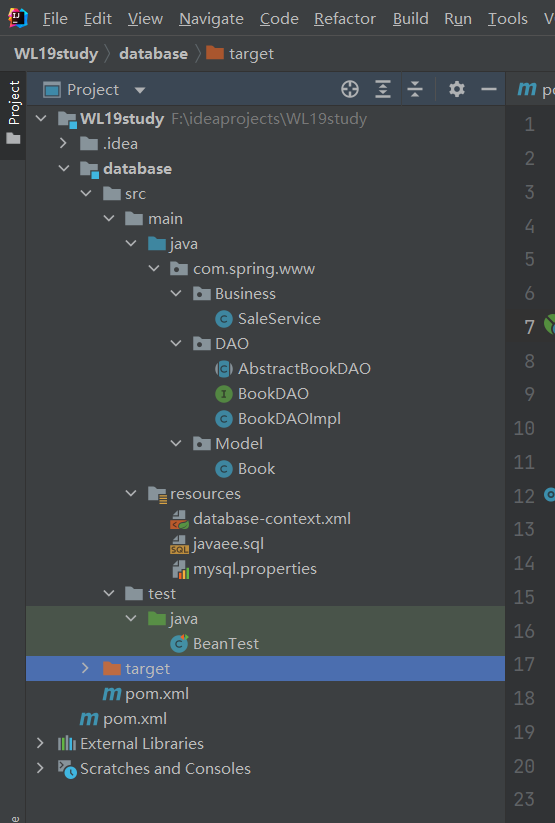 File Edit View Navigate Code Refactor Build Run Tools V
WL19study database target
Project
Project
WL19study F:\ideaprojects\WL19study
.idea
database
src
main
java
com.spring.www
Business
SaleService
DAO
AbstractBookDAO
BookDAO
BookDAOImpl
Model
Book
resources
database-context.xml
javaee.sql
mysql.properties
test
java
BeanTest
target
pom.xml
pom.xml
External Libraries
Scratches and Consoles
m po
1
2
3
4
5
6
7
8
9
10
11
12
13
14
15
16
17
18
19
20
23